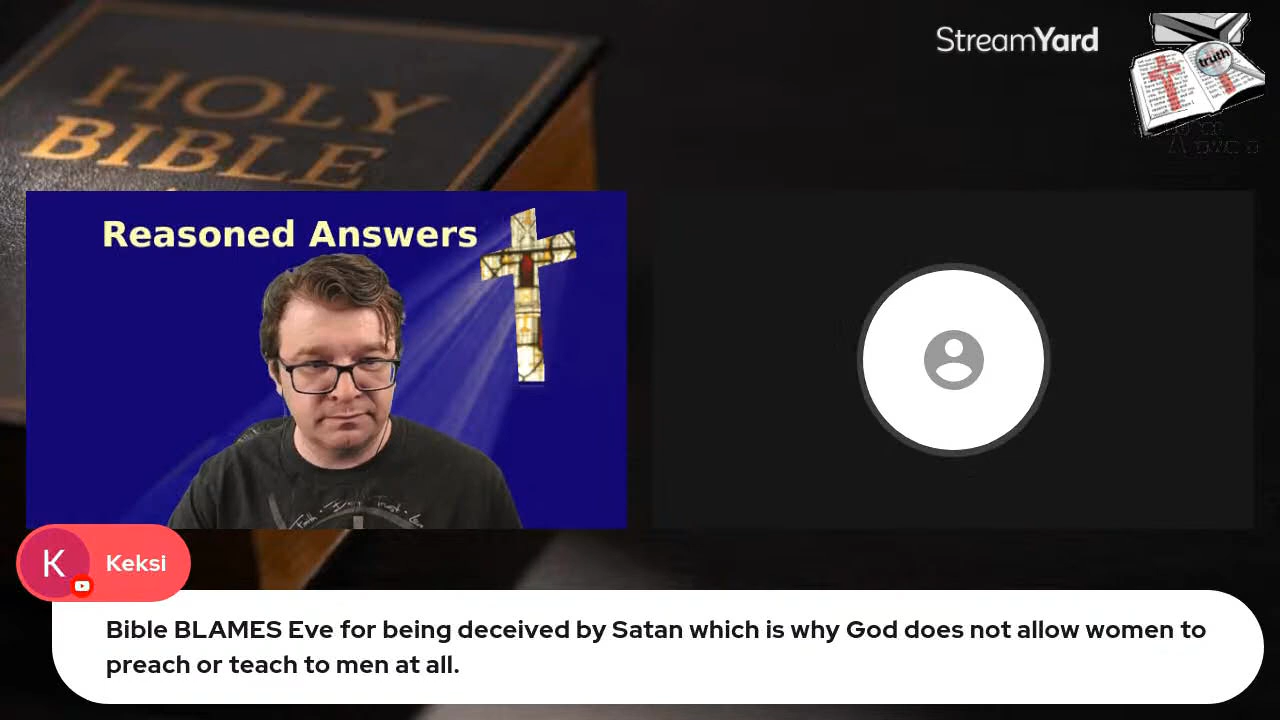 HOLY
BIBLE
StreamYard
truth
Reasoned Answers
K
Keksi
Bible BLAMES Eve for being deceived by Satan which is why God does not allow women to
preach or teach to men at all.